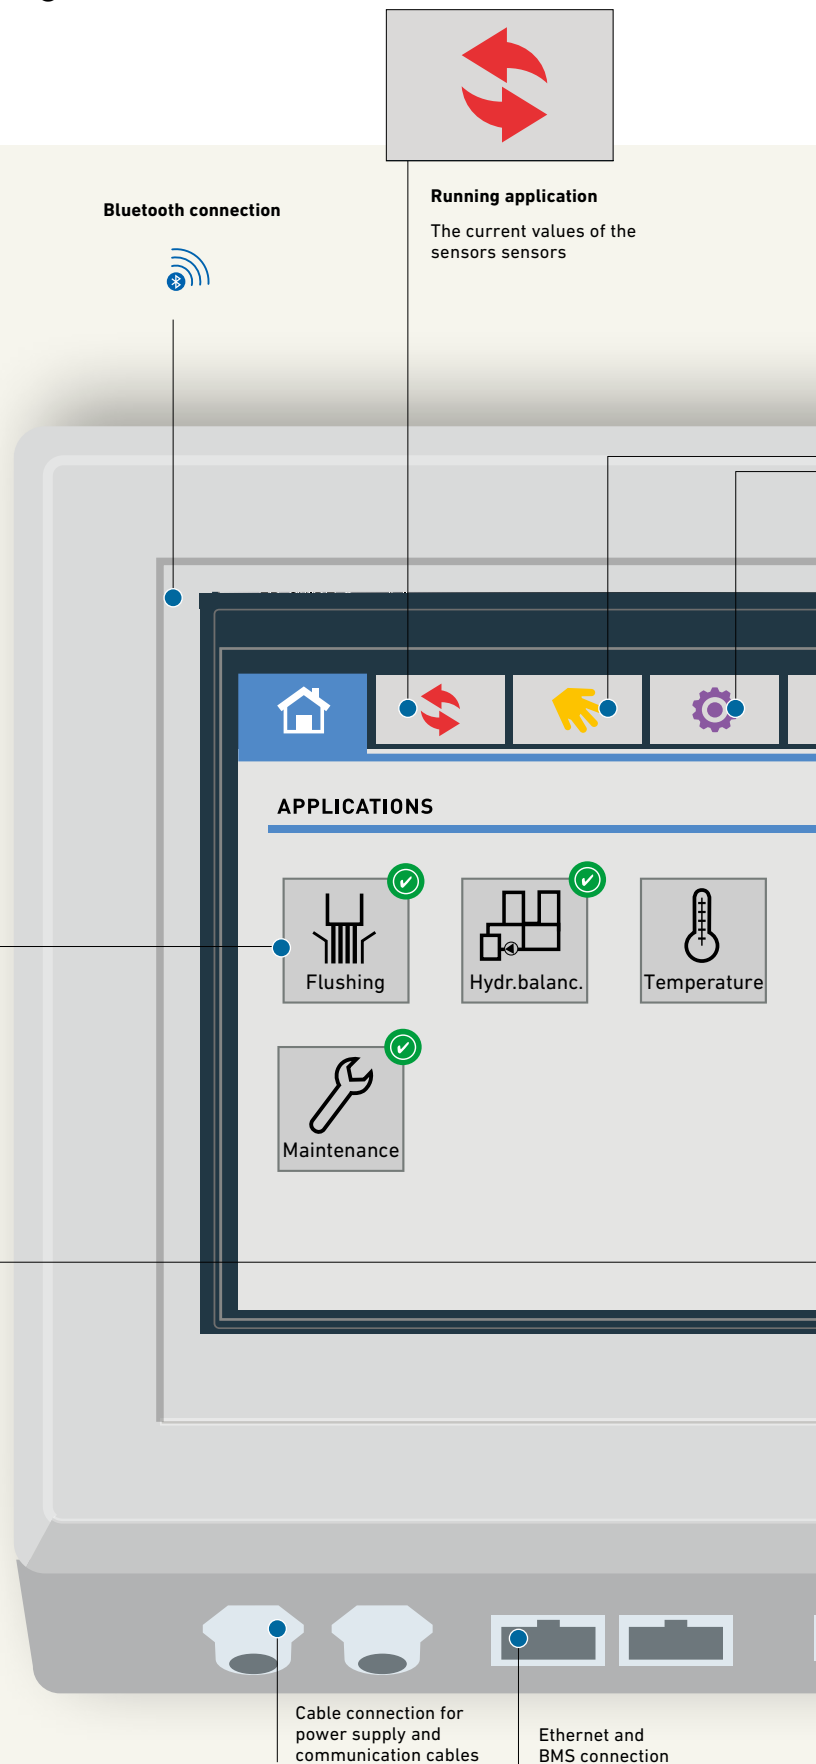 Running application
The current values of the
sensors sensors
Bluetooth connection
APPLICATIONS
Flushing
Hydr.balanc.
Temperature
Maintenance
Cable connection for
power supply and
communication cables
Ethernet and
BMS connection